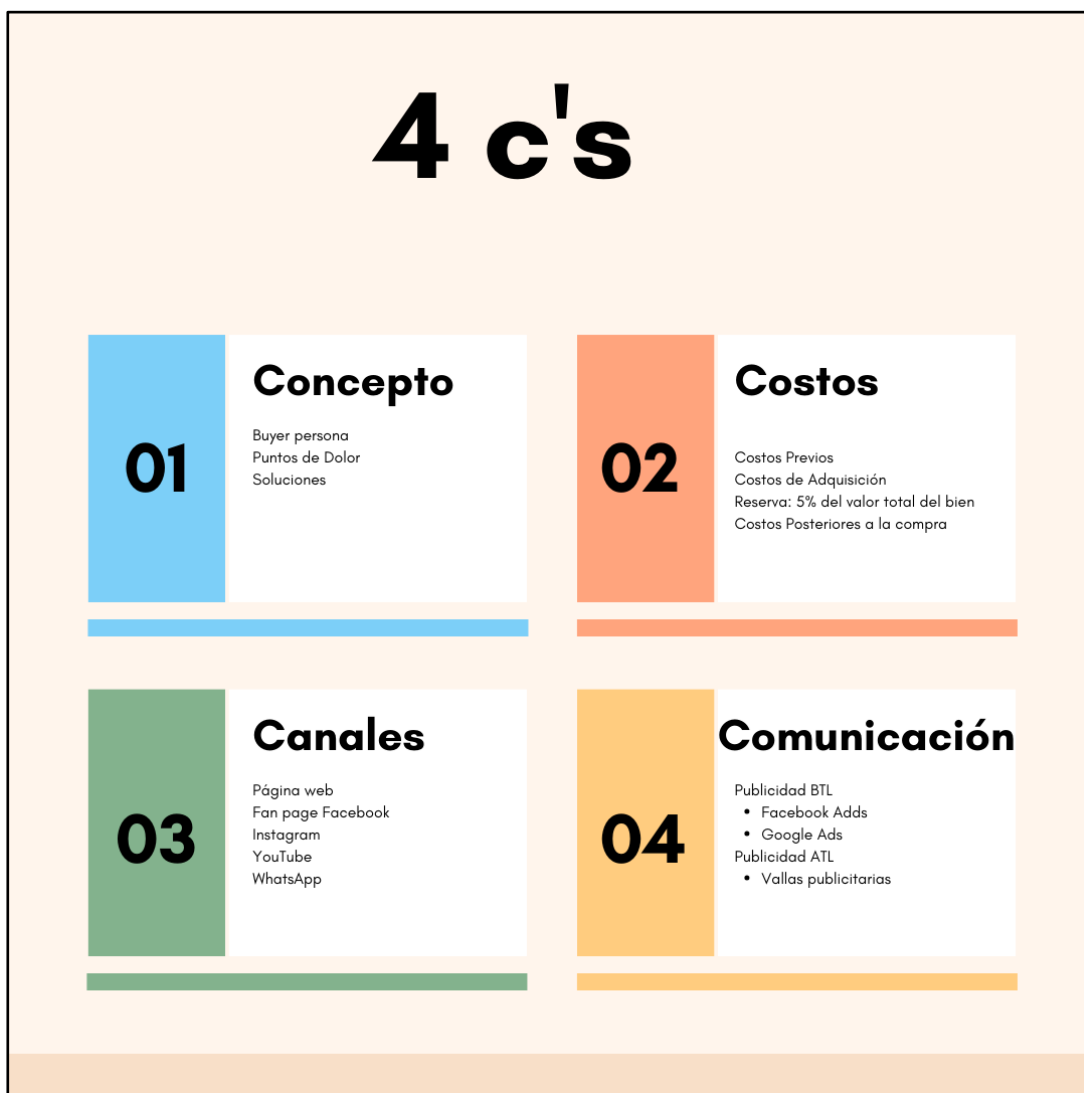 4 c's
01
Concepto
Buyer persona
Puntos de Dolor
Soluciones
02
Costos
Costos Previos
Costos de Adquisición
Reserva: 5% del valor total del bien
Costos Posteriores a la compra
03
Canales
Página web
Fan page Facebook
Instagram
YouTube
WhatsApp
04
Comunicación
Publicidad BTL
• Facebook Adds
• Google Ads
Publicidad ATL
• Vallas publicitarias